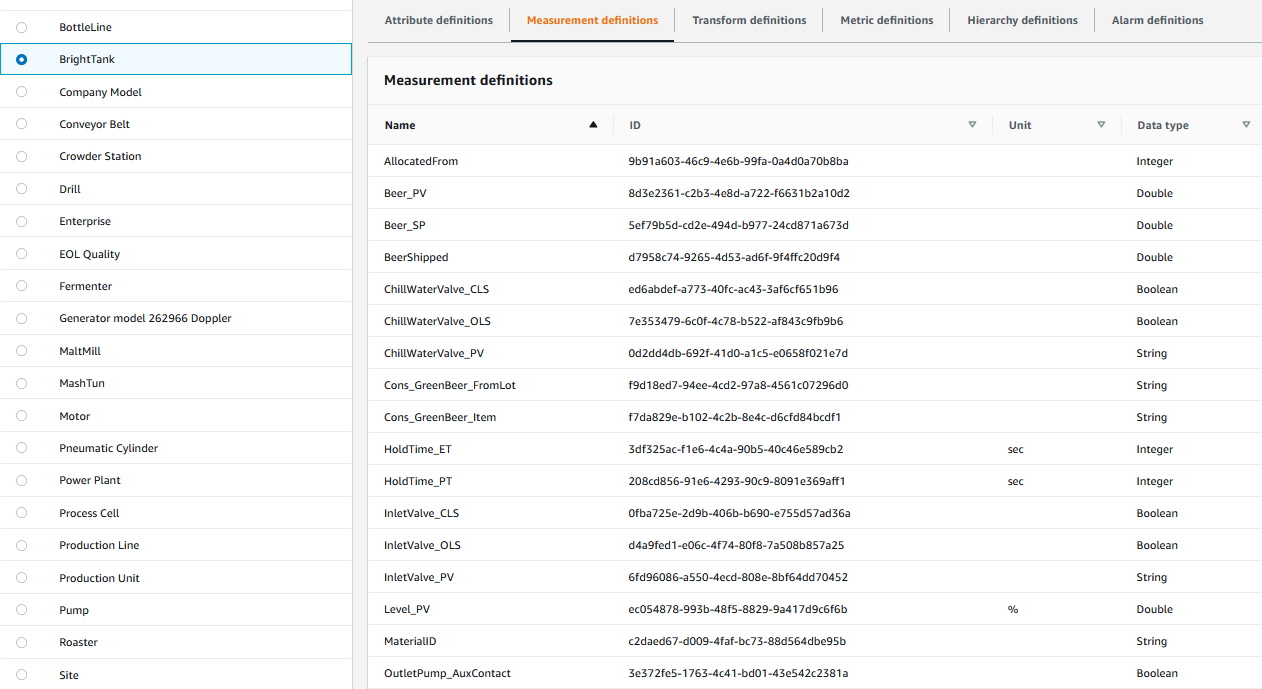 BottleLine
BrightTank
Company Model
Conveyor Belt
Crowder Station
Drill
Enterprise
EOL Quality
Fermenter
Generator model 262966 Doppler
MaltMill
MashTun
Motor
Pneumatic Cylinder
Power Plant
Process Cell
Production Line
Production Unit
Pump
Roaster
Site
Attribute definitions Measurement definitions Transform definitions Metric definitions Hierarchy definitions Alarm definitions
Measurement definitions
Name ID Unit Data type
AllocatedFrom 9b91a603-46c9-4e6b-99fa-0a4d0a70b8ba Integer
Beer_PV 8d3e2361-c2b3-4e8d-a722-f6631b2a10d2 Double
Beer_SP 5ef79b5d-cd2e-494d-b977-24cd871a673d Double
BeerShipped d7958c74-9265-4d53-ad6f-9f4ffc20d9f4 Double
ChillWaterValve_CLS ed6abdef-a773-40fc-ac43-3af6cf651b96 Boolean
ChillWaterValve_OLS 7e353479-6c0f-4c78-b522-af843c9fb9b6 Boolean
ChillWaterValve_PV 0d2dd4db-692f-41d0-a1c5-e0658f021e7d String
Cons_GreenBeer_FromLot f9d18ed7-94ee-4cd2-97a8-4561c07296d0 String
Cons_GreenBeer_Item f7da829e-b102-4c2b-8e4c-d6cfd84bcdf1 String
HoldTime_ET 3df325ac-f1e6-4c4a-90b5-40c46e589cb2 sec Integer
HoldTime_PT 208cd856-91e6-4293-90c9-8091e369aff1 sec Integer
InletValve_CLS 0fba725e-2d9b-406b-b690-e755d57ad36a Boolean
InletValve_OLS d4a9fed1-e06c-4f74-80f8-7a508b857a25 Boolean
InletValve_PV 6fd96086-a550-4ecd-808e-8bf64dd70452 String
Level_PV ec054878-993b-48f5-8829-9a417d9c6f6b % Double
MaterialID c2daed67-d009-4faf-bc73-88d564dbe95b String
OutletPump_AuxContact 3e372fe5-1763-4c41-bd01-43e542c2381a Boolean